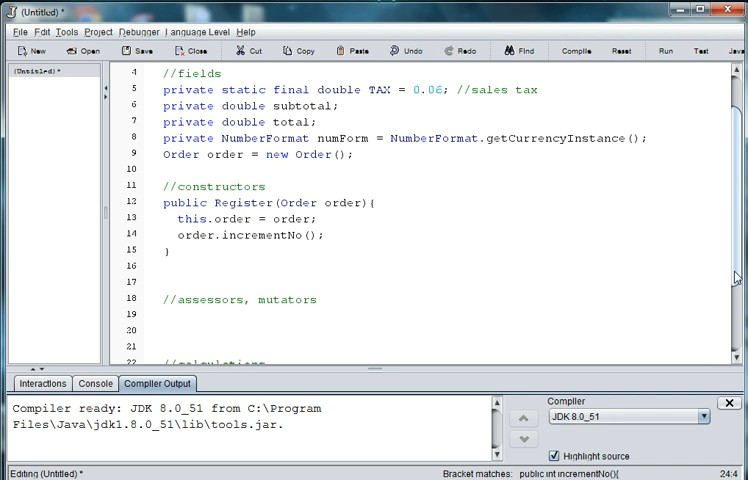 (Untitled) *
File Edit Tools Project Debugger Language Level Help
New Open Save Close Cut Copy Paste Undo Redo Find Compile Reset Run Test Java
(Untitled) *
4 //fields
5 private static final double TAX = 0.06; //sales tax
6 private double subtotal;
7 private double total;
8 private NumberFormat numForm = NumberFormat.getCurrencyInstance();
9 Order order = new Order();
10
11 //constructors
12 public Register(Order order){
13 this.order = order;
14 order.incrementNo();
15 }
16
17
18 //assessors, mutators
19
20
21
22 //calculations
Interactions Console Compiler Output
Compiler ready: JDK 8.0_51 from C:\Program
Files\Java\jdk1.8.0_51\lib\tools.jar.
Compiler
JDK 8.0_51
Highlight source
Editing (Untitled) * Bracket matches: public int incrementNo(){ 24:4